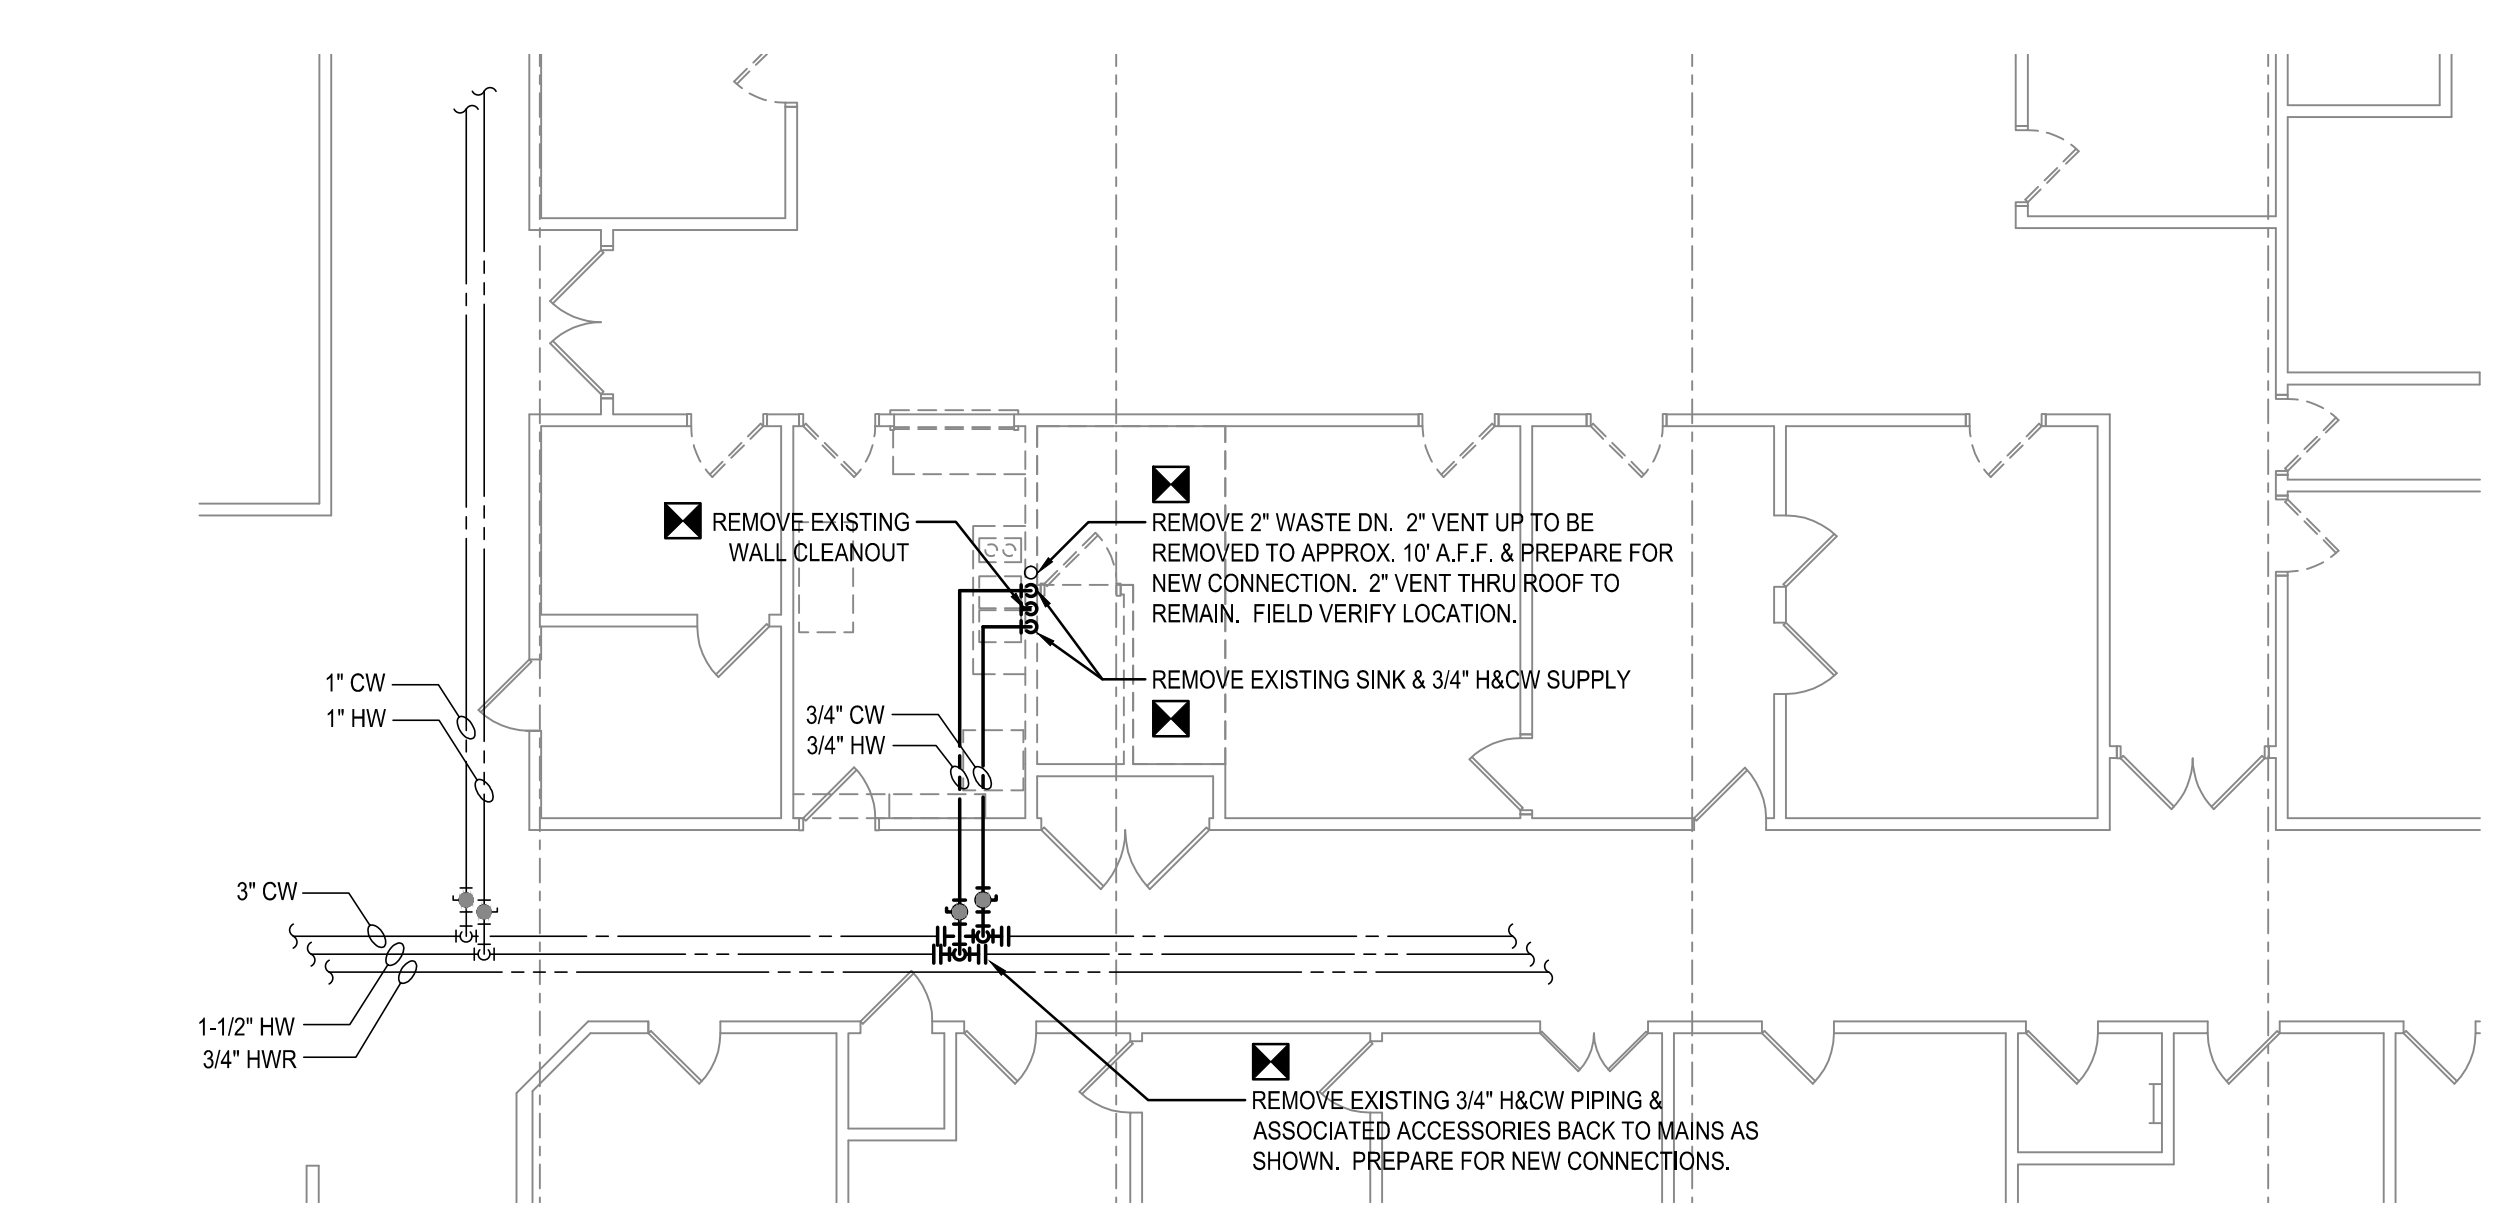 REMOVE EXISTING
WALL CLEANOUT
REMOVE 2" WASTE DN.  2" VENT UP TO BE
REMOVED TO APPROX. 10' A.F.F. & PREPARE FOR
NEW CONNECTION.  2" VENT THRU ROOF TO
REMAIN.  FIELD VERIFY LOCATION.
REMOVE EXISTING SINK & 3/4" H&CW SUPPLY
1" CW
1" HW
3/4" CW
3/4" HW
3" CW
1-1/2" HW
3/4" HWR
REMOVE EXISTING 3/4" H&CW PIPING &
ASSOCIATED ACCESSORIES BACK TO MAINS AS
SHOWN.  PREPARE FOR NEW CONNECTIONS.